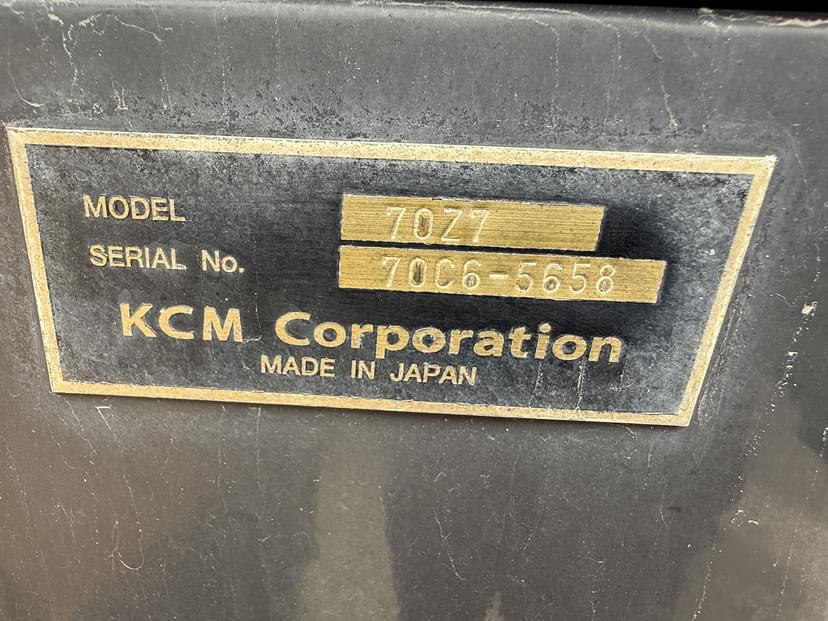 MODEL 70Z7
SERIAL No. 70C6-5658
KCM Corporation
MADE IN JAPAN